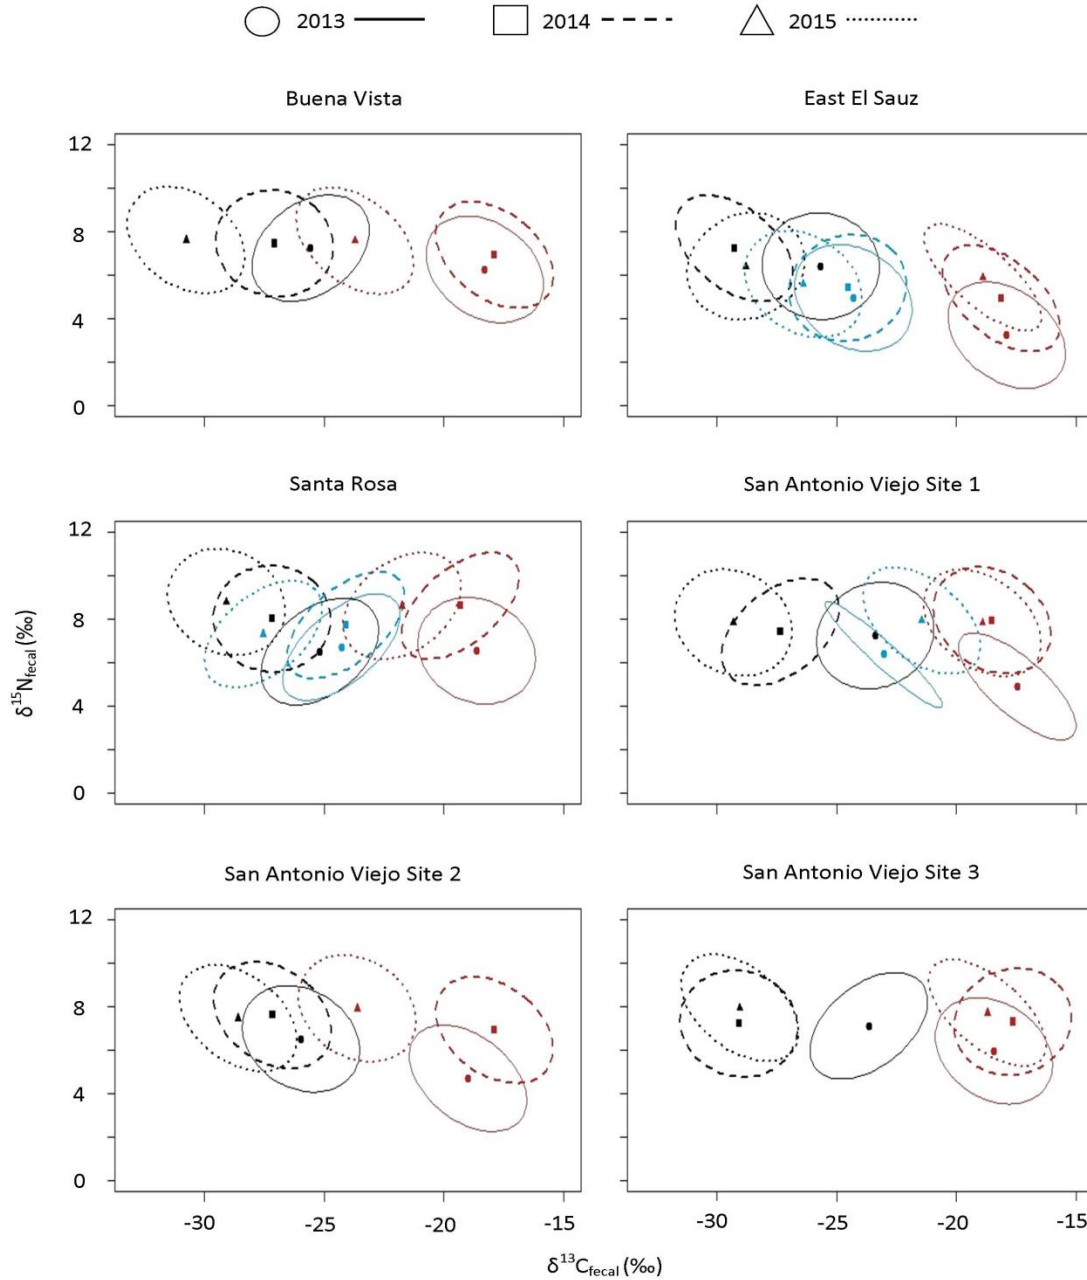 2013 2014 2015
Buena Vista East El Sauz
12
8
4
0
Santa Rosa San Antonio Viejo Site 1
12
8
4
0
δ¹⁵N_fecal (‰)
San Antonio Viejo Site 2 San Antonio Viejo Site 3
12
8
4
0
-30 -25 -20 -15 -30 -25 -20 -15
δ¹³C_fecal (‰)